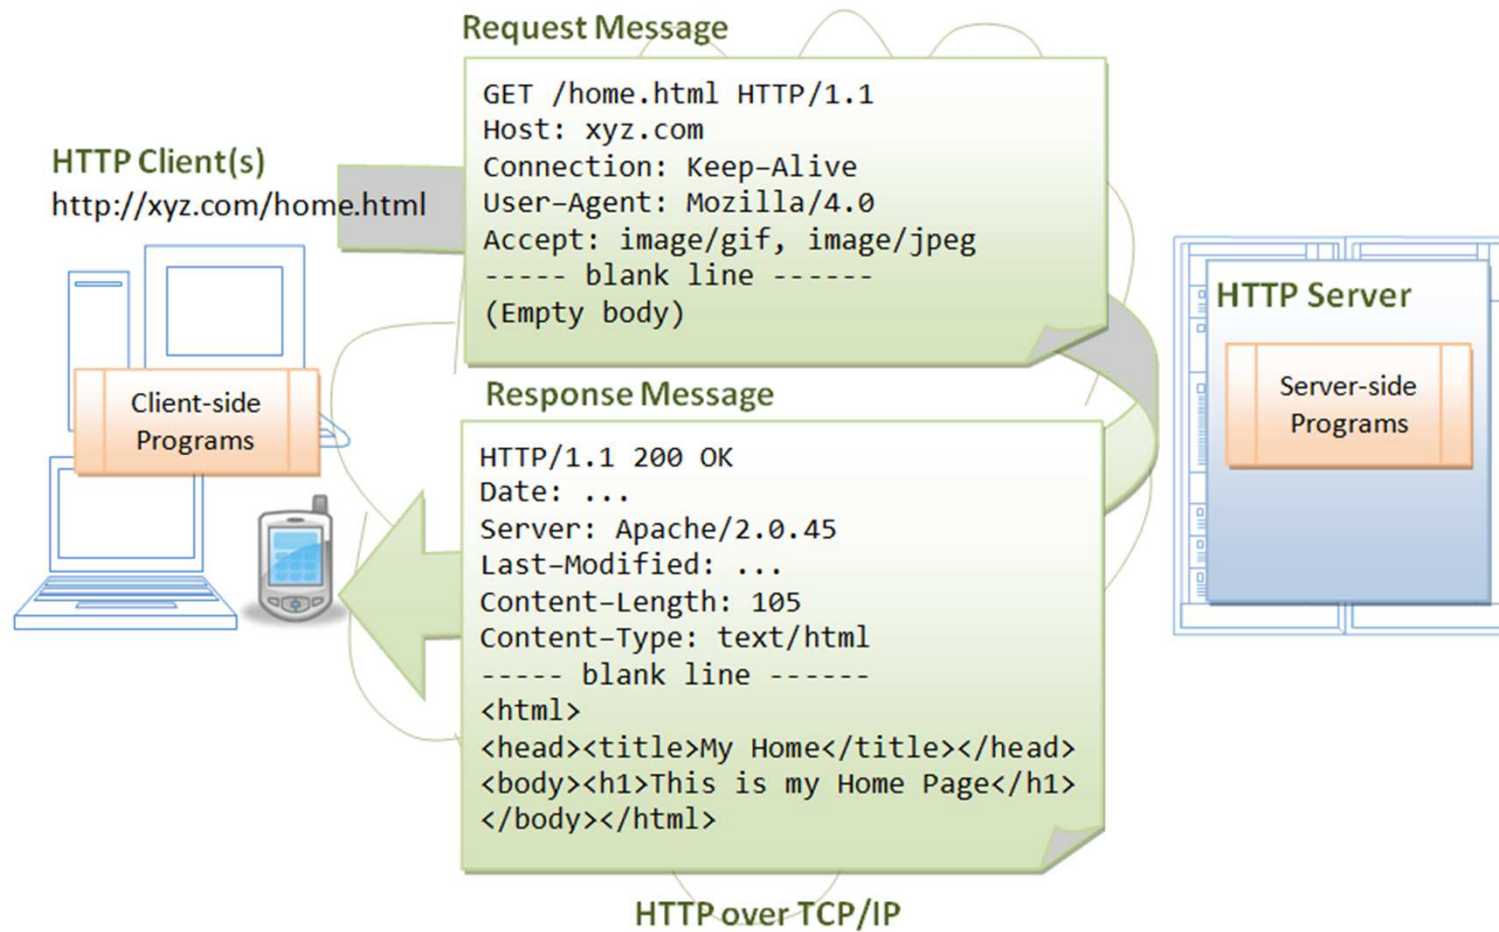 Request Message
GET /home.html HTTP/1.1
Host: xyz.com
Connection: Keep–Alive
User–Agent: Mozilla/4.0
Accept: image/gif, image/jpeg
----- blank line ------
(Empty body)
HTTP Client(s)
http://xyz.com/home.html
Client-side
Programs
HTTP Server
Server-side
Programs
Response Message
HTTP/1.1 200 OK
Date: ...
Server: Apache/2.0.45
Last–Modified: ...
Content–Length: 105
Content–Type: text/html
----- blank line ------
<html>
<head><title>My Home</title></head>
<body><h1>This is my Home Page</h1>
</body></html>
HTTP over TCP/IP